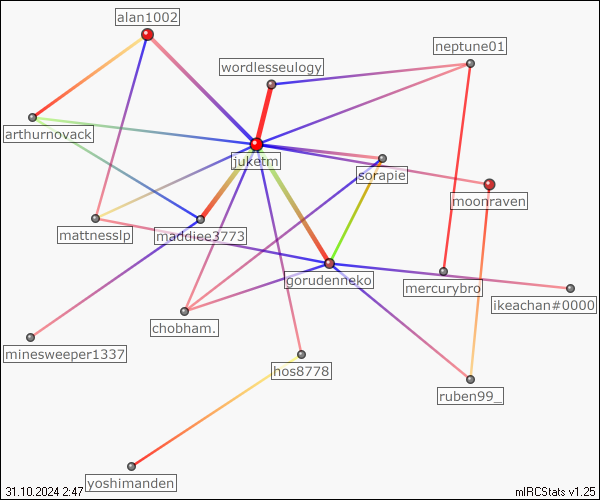 alan1002
neptune01
wordlesseulogy
arthurnovack
juketm
sorapie
moonraven
mattnesslp
maddiee3773
gorudenneko
mercurybro
ikeachan#0000
chobham.
minesweeper1337
hos8778
ruben99_
yoshimanden
31.10.2024 2:47
mIRCStats v1.25